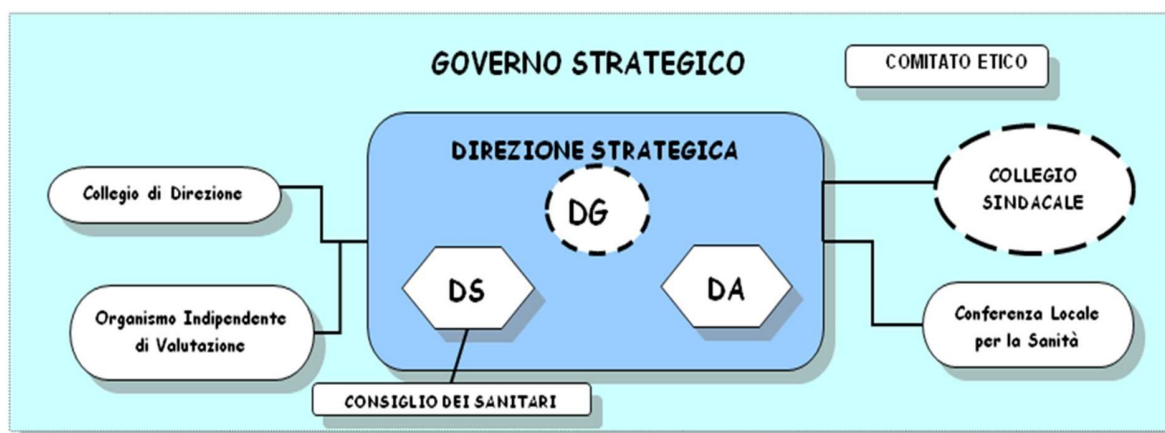 GOVERNO STRATEGICO
COMITATO ETICO
DIREZIONE STRATEGICA
Collegio di Direzione
DG
COLLEGIO
SINDACALE
DS
DA
Organismo Indipendente
di Valutazione
Conferenza Locale
per la Sanità
CONSIGLIO DEI SANITARI